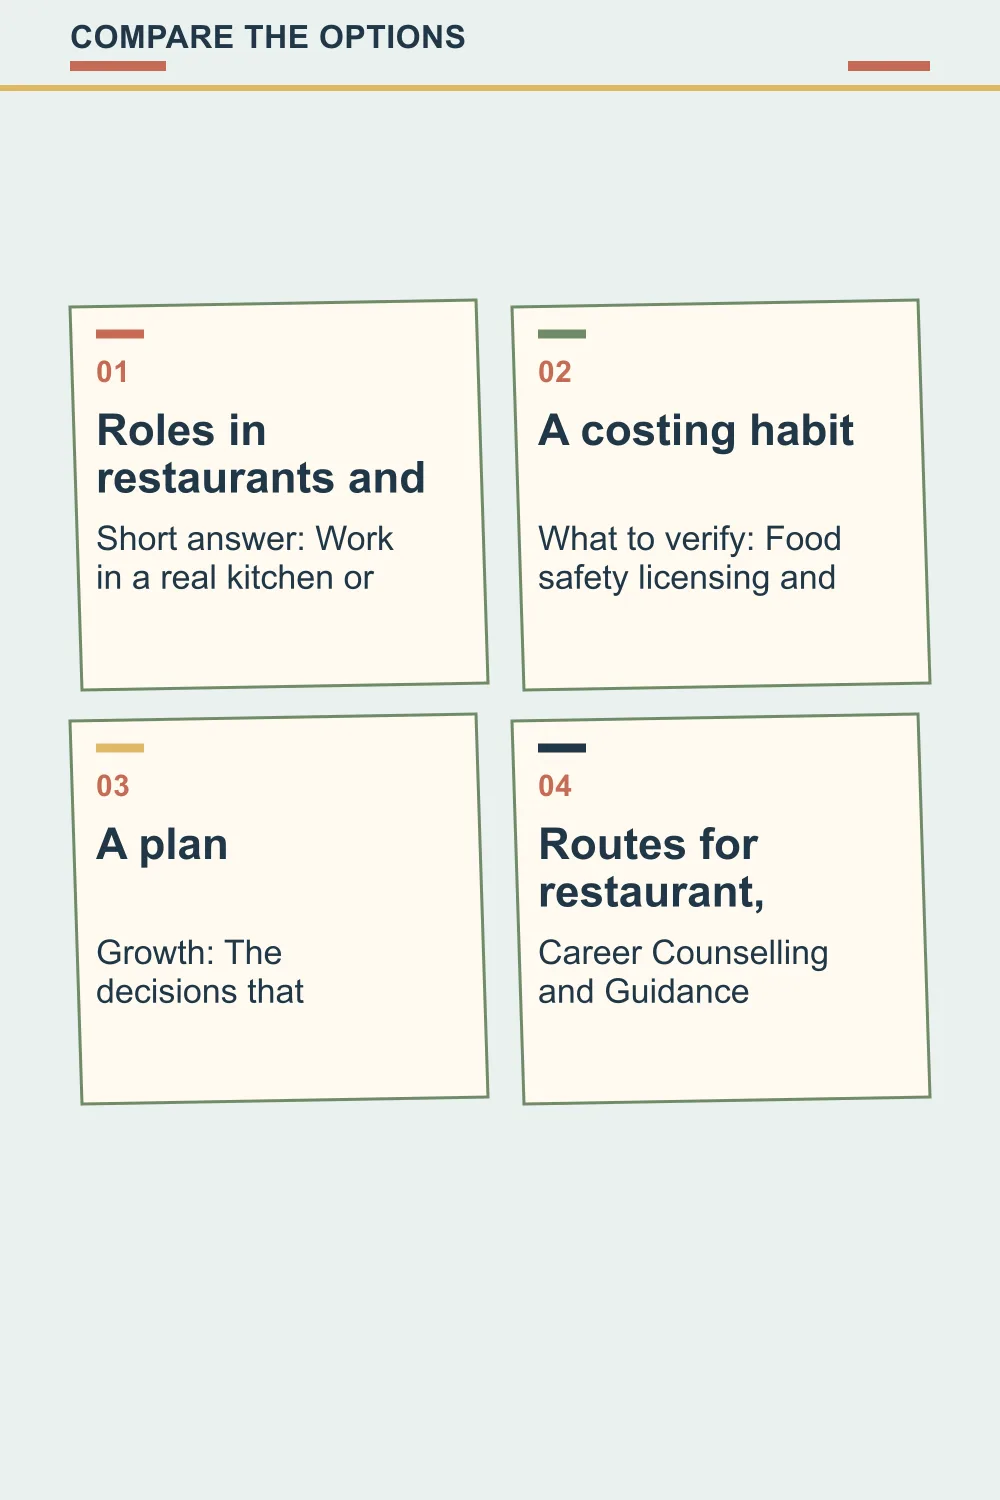 COMPARE THE OPTIONS
01
Roles in
restaurants and
Short answer: Work
in a real kitchen or
02
A costing habit
What to verify: Food
safety licensing and
03
A plan
Growth: The
decisions that
04
Routes for
restaurant,
Career Counselling
and Guidance